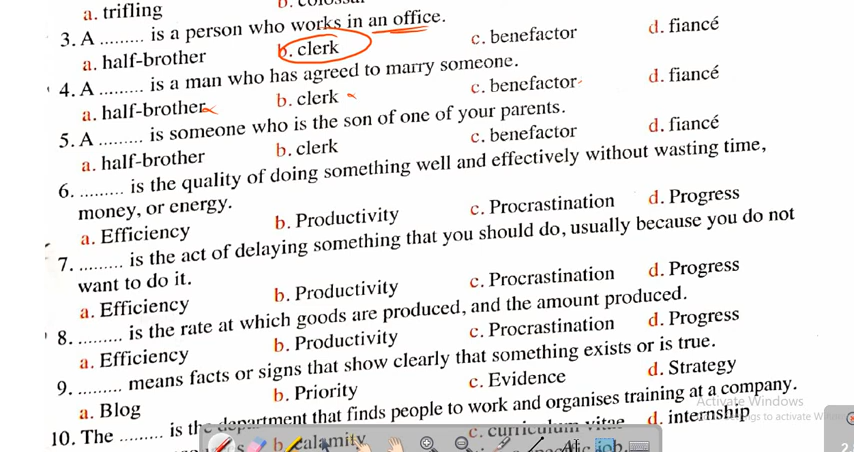 a. trifling
3. A ......... is a person who works in an office.
a. half-brother b. clerk c. benefactor d. fiancé
4. A ......... is a man who has agreed to marry someone.
a. half-brother b. clerk c. benefactor d. fiancé
5. A ......... is someone who is the son of one of your parents.
a. half-brother b. clerk c. benefactor d. fiancé
6. ......... is the quality of doing something well and effectively without wasting time,
money, or energy.
a. Efficiency b. Productivity c. Procrastination d. Progress
7. ......... is the act of delaying something that you should do, usually because you do not
want to do it.
a. Efficiency b. Productivity c. Procrastination d. Progress
8. ......... is the rate at which goods are produced, and the amount produced.
a. Efficiency b. Productivity c. Procrastination d. Progress
9. ......... means facts or signs that show clearly that something exists or is true.
a. Blog b. Priority c. Evidence d. Strategy
Activate Windows
10. The ......... is the department that finds people to work and organises training at a company.
b. calamity c. curriculum vitae d. internship
job.